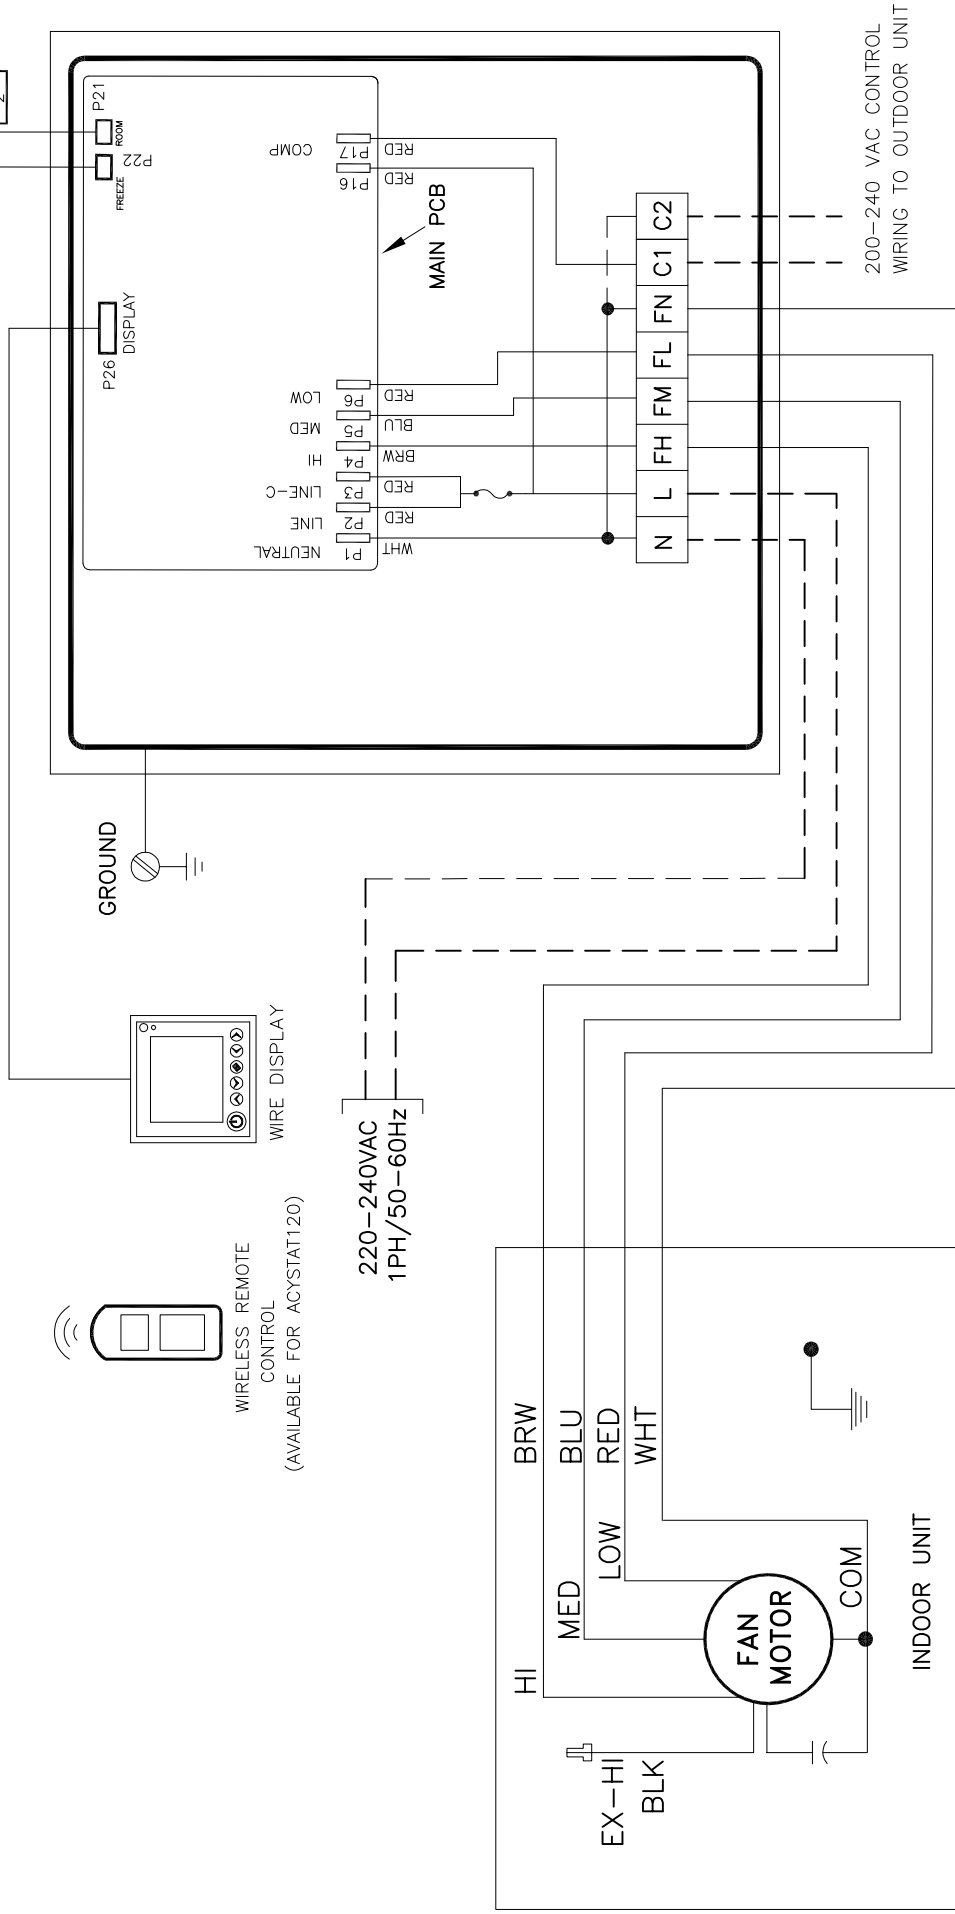 2
P21
ROOM
P22
FREEZE
P26
DISPLAY
COMP
P17
RED
P16
RED
MAIN PCB
LOW
P6
RED
MED
P5
BLU
HI
P4
BRW
LINE-C
P3
RED
LINE
P2
RED
NEUTRAL
P1
WHT
N
L
FH
FM
FL
FN
C1
C2
200-240 VAC CONTROL
WIRING TO OUTDOOR UNIT
GROUND
WIRE DISPLAY
220-240VAC
1PH/50-60Hz
WIRELESS REMOTE
CONTROL
(AVAILABLE FOR ACYSTAT120)
BRW
BLU
RED
WHT
HI
MED
LOW
COM
FAN
MOTOR
EX-HI
BLK
INDOOR UNIT